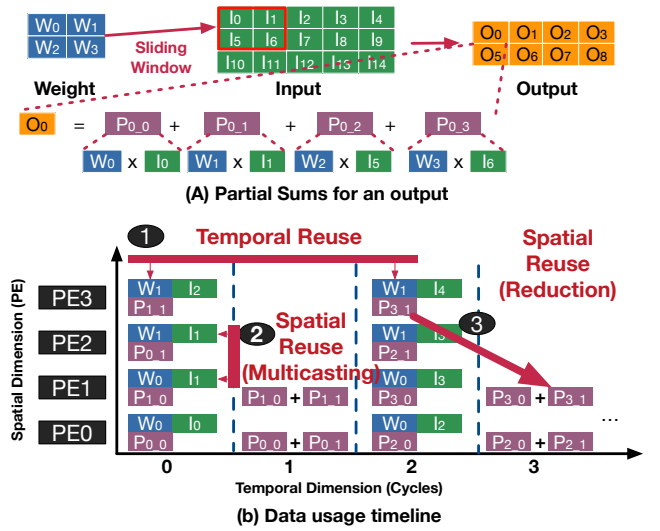 W0 W1
W2 W3
Weight
Sliding
Window
I0 I1 I2 I3 I4
I5 I6 I7 I8 I9
I10 I11 I12 I13 I14
Input
O0 O1 O2 O3
O5 O6 O7 O8
Output
O0 = P0_0 + P0_1 + P0_2 + P0_3
W0 x I0 W1 x I1 W2 x I5 W3 x I6
(A) Partial Sums for an output
1 Temporal Reuse
Spatial
Reuse
(Reduction)
Spatial Dimension (PE)
PE3 W1 I2 W1 I4
P1_1 P3_1
PE2 W1 I1 W1 I3
P0_1 P2_1
2 Spatial
Reuse
(Multicasting)
3
PE1 W0 I1 W0 I3
P1_0 P1_0 + P1_1 P3_0 P3_0 + P3_1
PE0 W0 I0 W0 I2
P0_0 P0_0 + P0_1 P2_0 P2_0 + P2_1
...
0 1 2 3
Temporal Dimension (Cycles)
(b) Data usage timeline